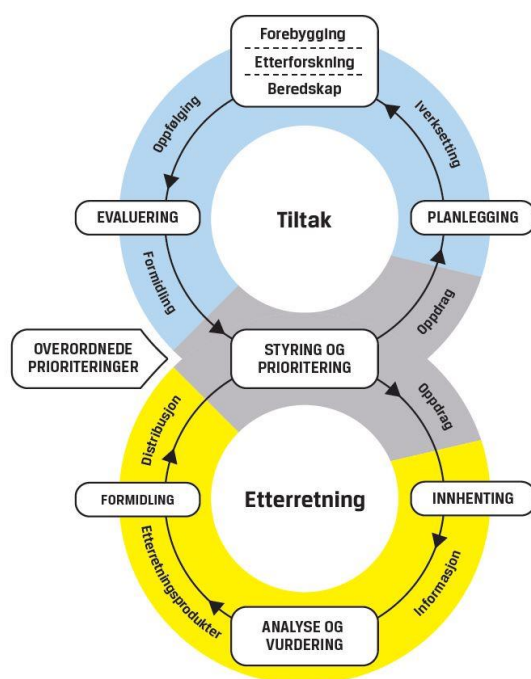 Forebygging
Etterforskning
Beredskap
Oppfølging
Iverksetting
EVALUERING
Tiltak
PLANLEGGING
Formidling
Oppdrag
OVERORDNEDE
PRIORITERINGER
STYRING OG
PRIORITERING
Distribusjon
Oppdrag
FORMIDLING
Etterretning
INNHENTING
Etterretningsprodukter
Informasjon
ANALYSE OG
VURDERING